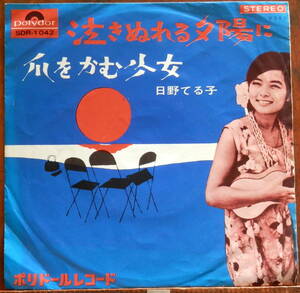 polydor
SDR-1042
STEREO
泣きぬれる夕陽に
爪をかむ少女
日野てる子
ポリドールレコード